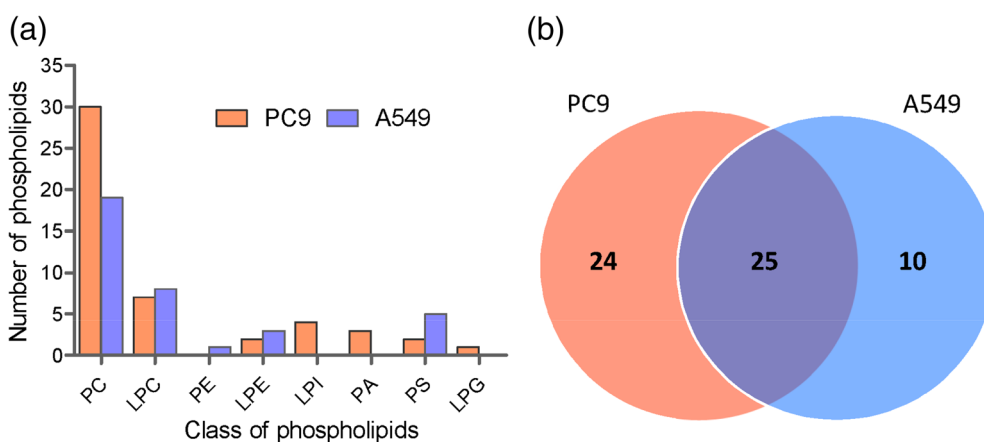 (a)
35
30
25
20
15
10
5
0
Number of phospholipids
PC9 A549
PC LPC PE LPE LPI PA PS LPG
Class of phospholipids
(b)
PC9 A549
24 25 10